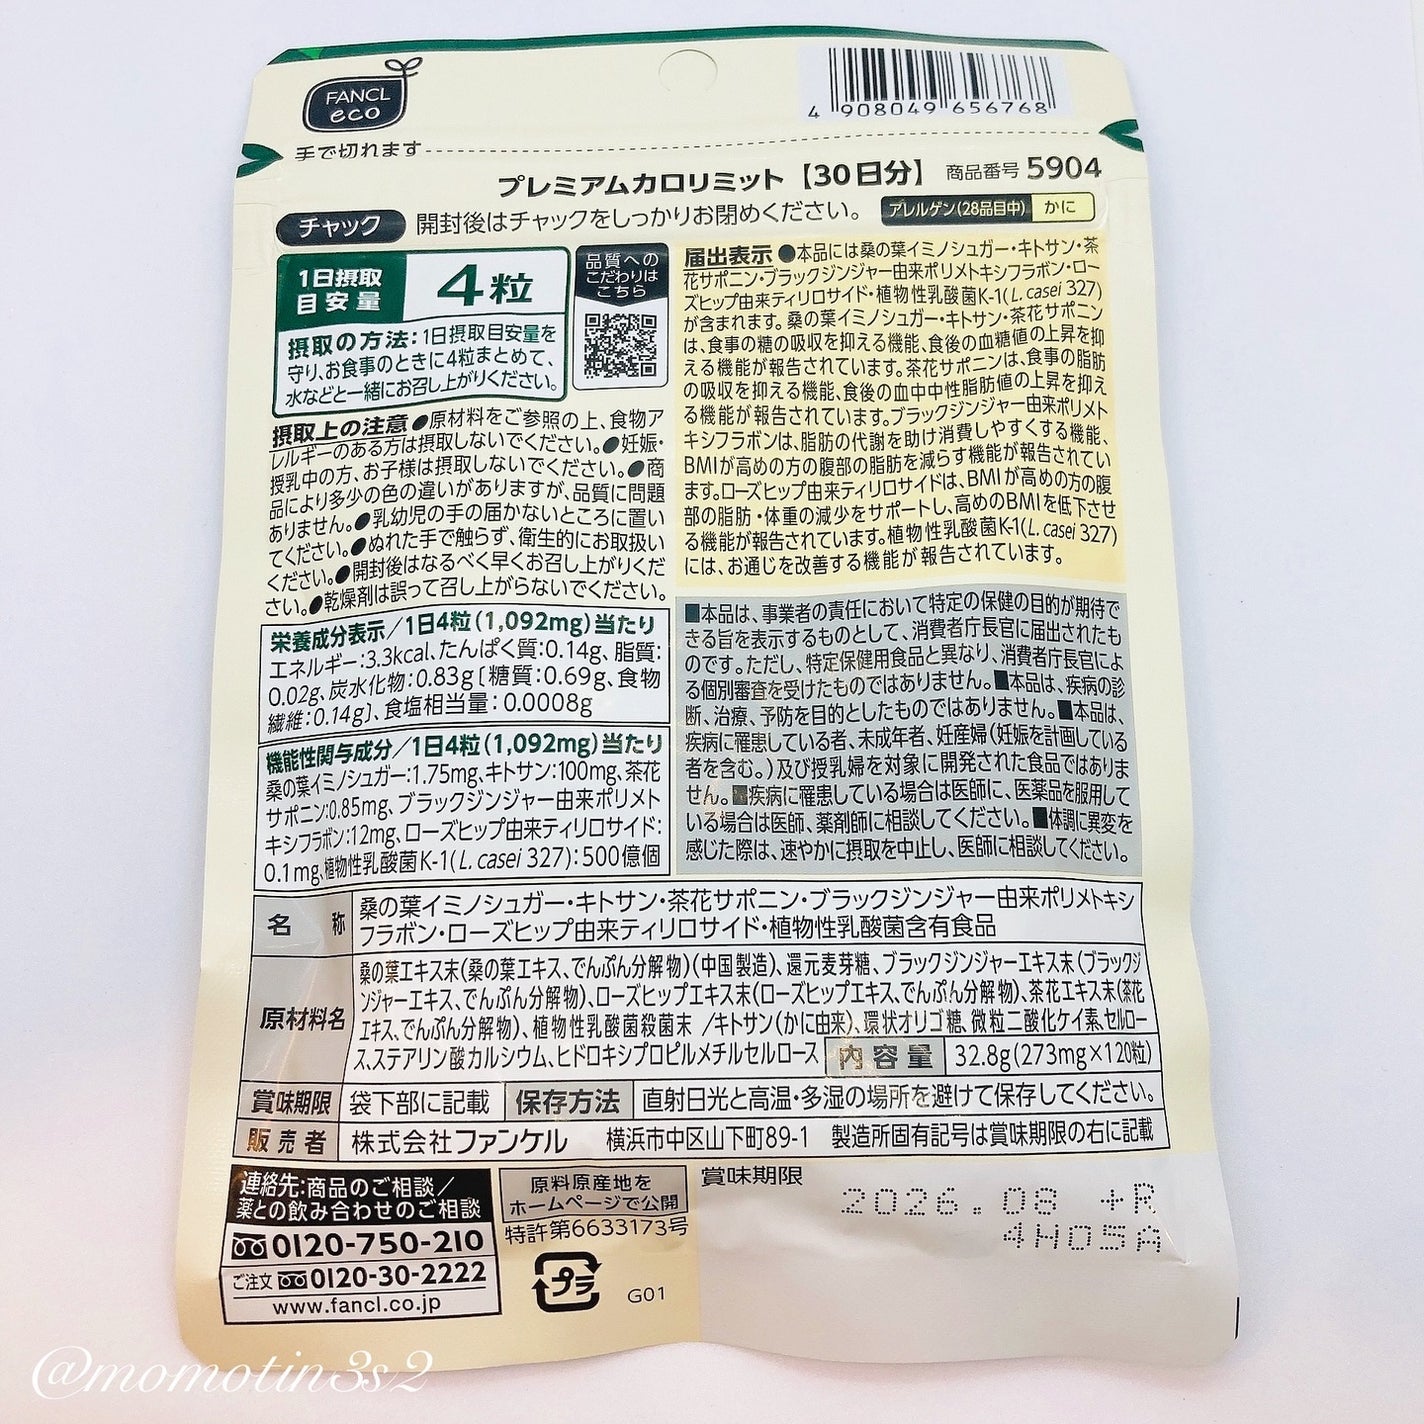 FANCL
eco
4 908049 656768
手で切れます
プレミアムカロリミット【30日分】 商品番号 5904
チャック 開封後はチャックをしっかりお閉めください。 アレルゲン(28品目中) かに
1日摂取
目安量
4粒
摂取の方法:1日摂取目安量を
守り、お食事のときに4粒まとめて、
水などと一緒にお召し上がりください。
品質への
こだわりは
こちら
摂取上の注意 ●原材料をご参照の上、食物ア
レルギーのある方は摂取しないでください。●妊娠・
授乳中の方、お子様は摂取しないでください。●商
品により多少の色の違いがありますが、品質に問題
ありません。●乳幼児の手の届かないところに置い
てください。●ぬれた手で触らず、衛生的にお取扱い
ください。●開封後はなるべく早くお召し上がりくだ
さい。●乾燥剤は誤って召し上がらないでください。
栄養成分表示/1日4粒(1,092mg)当たり
エネルギー:3.3kcal、たんぱく質:0.14g、脂質:
0.02g、炭水化物:0.83g〔糖質:0.69g、食物
繊維:0.14g〕、食塩相当量:0.0008g
機能性関与成分/1日4粒(1,092mg)当たり
桑の葉イミノシュガー:1.75mg、キトサン:100mg、茶花
サポニン:0.85mg、ブラックジンジャー由来ポリメト
キシフラボン:12mg、ローズヒップ由来ティリロサイド:
0.1mg、植物性乳酸菌K-1(L. casei 327):500億個
届出表示 ●本品には桑の葉イミノシュガー・キトサン・茶
花サポニン・ブラックジンジャー由来ポリメトキシフラボン・ロー
ズヒップ由来ティリロサイド・植物性乳酸菌K-1(L. casei 327)
が含まれます。桑の葉イミノシュガー・キトサン・茶花サポニン
は、食事の糖の吸収を抑える機能、食後の血糖値の上昇を抑
える機能が報告されています。茶花サポニンは、食事の脂肪
の吸収を抑える機能、食後の血中中性脂肪値の上昇を抑え
る機能が報告されています。ブラックジンジャー由来ポリメト
キシフラボンは、脂肪の代謝を助け消費しやすくする機能、
BMIが高めの方の腹部の脂肪を減らす機能が報告されてい
ます。ローズヒップ由来ティリロサイドは、BMIが高めの方の腹
部の脂肪・体重の減少をサポートし、高めのBMIを低下させ
る機能が報告されています。植物性乳酸菌K-1(L. casei 327)
には、お通じを改善する機能が報告されています。
■本品は、事業者の責任において特定の保健の目的が期待で
きる旨を表示するものとして、消費者庁長官に届出されたも
のです。ただし、特定保健用食品と異なり、消費者庁長官によ
る個別審査を受けたものではありません。■本品は、疾病の診
断、治療、予防を目的としたものではありません。■本品は、
疾病に罹患している者、未成年者、妊産婦(妊娠を計画している
者を含む。)及び授乳婦を対象に開発された食品ではありま
せん。■疾病に罹患している場合は医師に、医薬品を服用して
いる場合は医師、薬剤師に相談してください。■体調に異変を
感じた際は、速やかに摂取を中止し、医師に相談してください。
名称 桑の葉イミノシュガー・キトサン・茶花サポニン・ブラックジンジャー由来ポリメトキシ
フラボン・ローズヒップ由来ティリロサイド・植物性乳酸菌含有食品
原材料名 桑の葉エキス末(桑の葉エキス、でんぷん分解物)(中国製造)、還元麦芽糖、ブラックジンジャーエキス末(ブラックジ
ンジャーエキス、でんぷん分解物)、ローズヒップエキス末(ローズヒップエキス、でんぷん分解物)、茶花エキス末(茶花
エキス、でんぷん分解物)、植物性乳酸菌殺菌末 /キトサン(かに由来)、環状オリゴ糖、微粒二酸化ケイ素、セルロー
ス、ステアリン酸カルシウム、ヒドロキシプロピルメチルセルロース 内容量 32.8g(273mg×120粒)
賞味期限 袋下部に記載 保存方法 直射日光と高温・多湿の場所を避けて保存してください。
販売者 株式会社ファンケル 横浜市中区山下町89-1 製造所固有記号は賞味期限の右に記載
連絡先:商品のご相談/
薬との飲み合わせのご相談
0120-750-210
ご注文 0120-30-2222
www.fancl.co.jp
原料原産地を
ホームページで公開
特許第6633173号
プラ
G01
賞味期限
2026.08 +R
4H05A
@momotin3s2